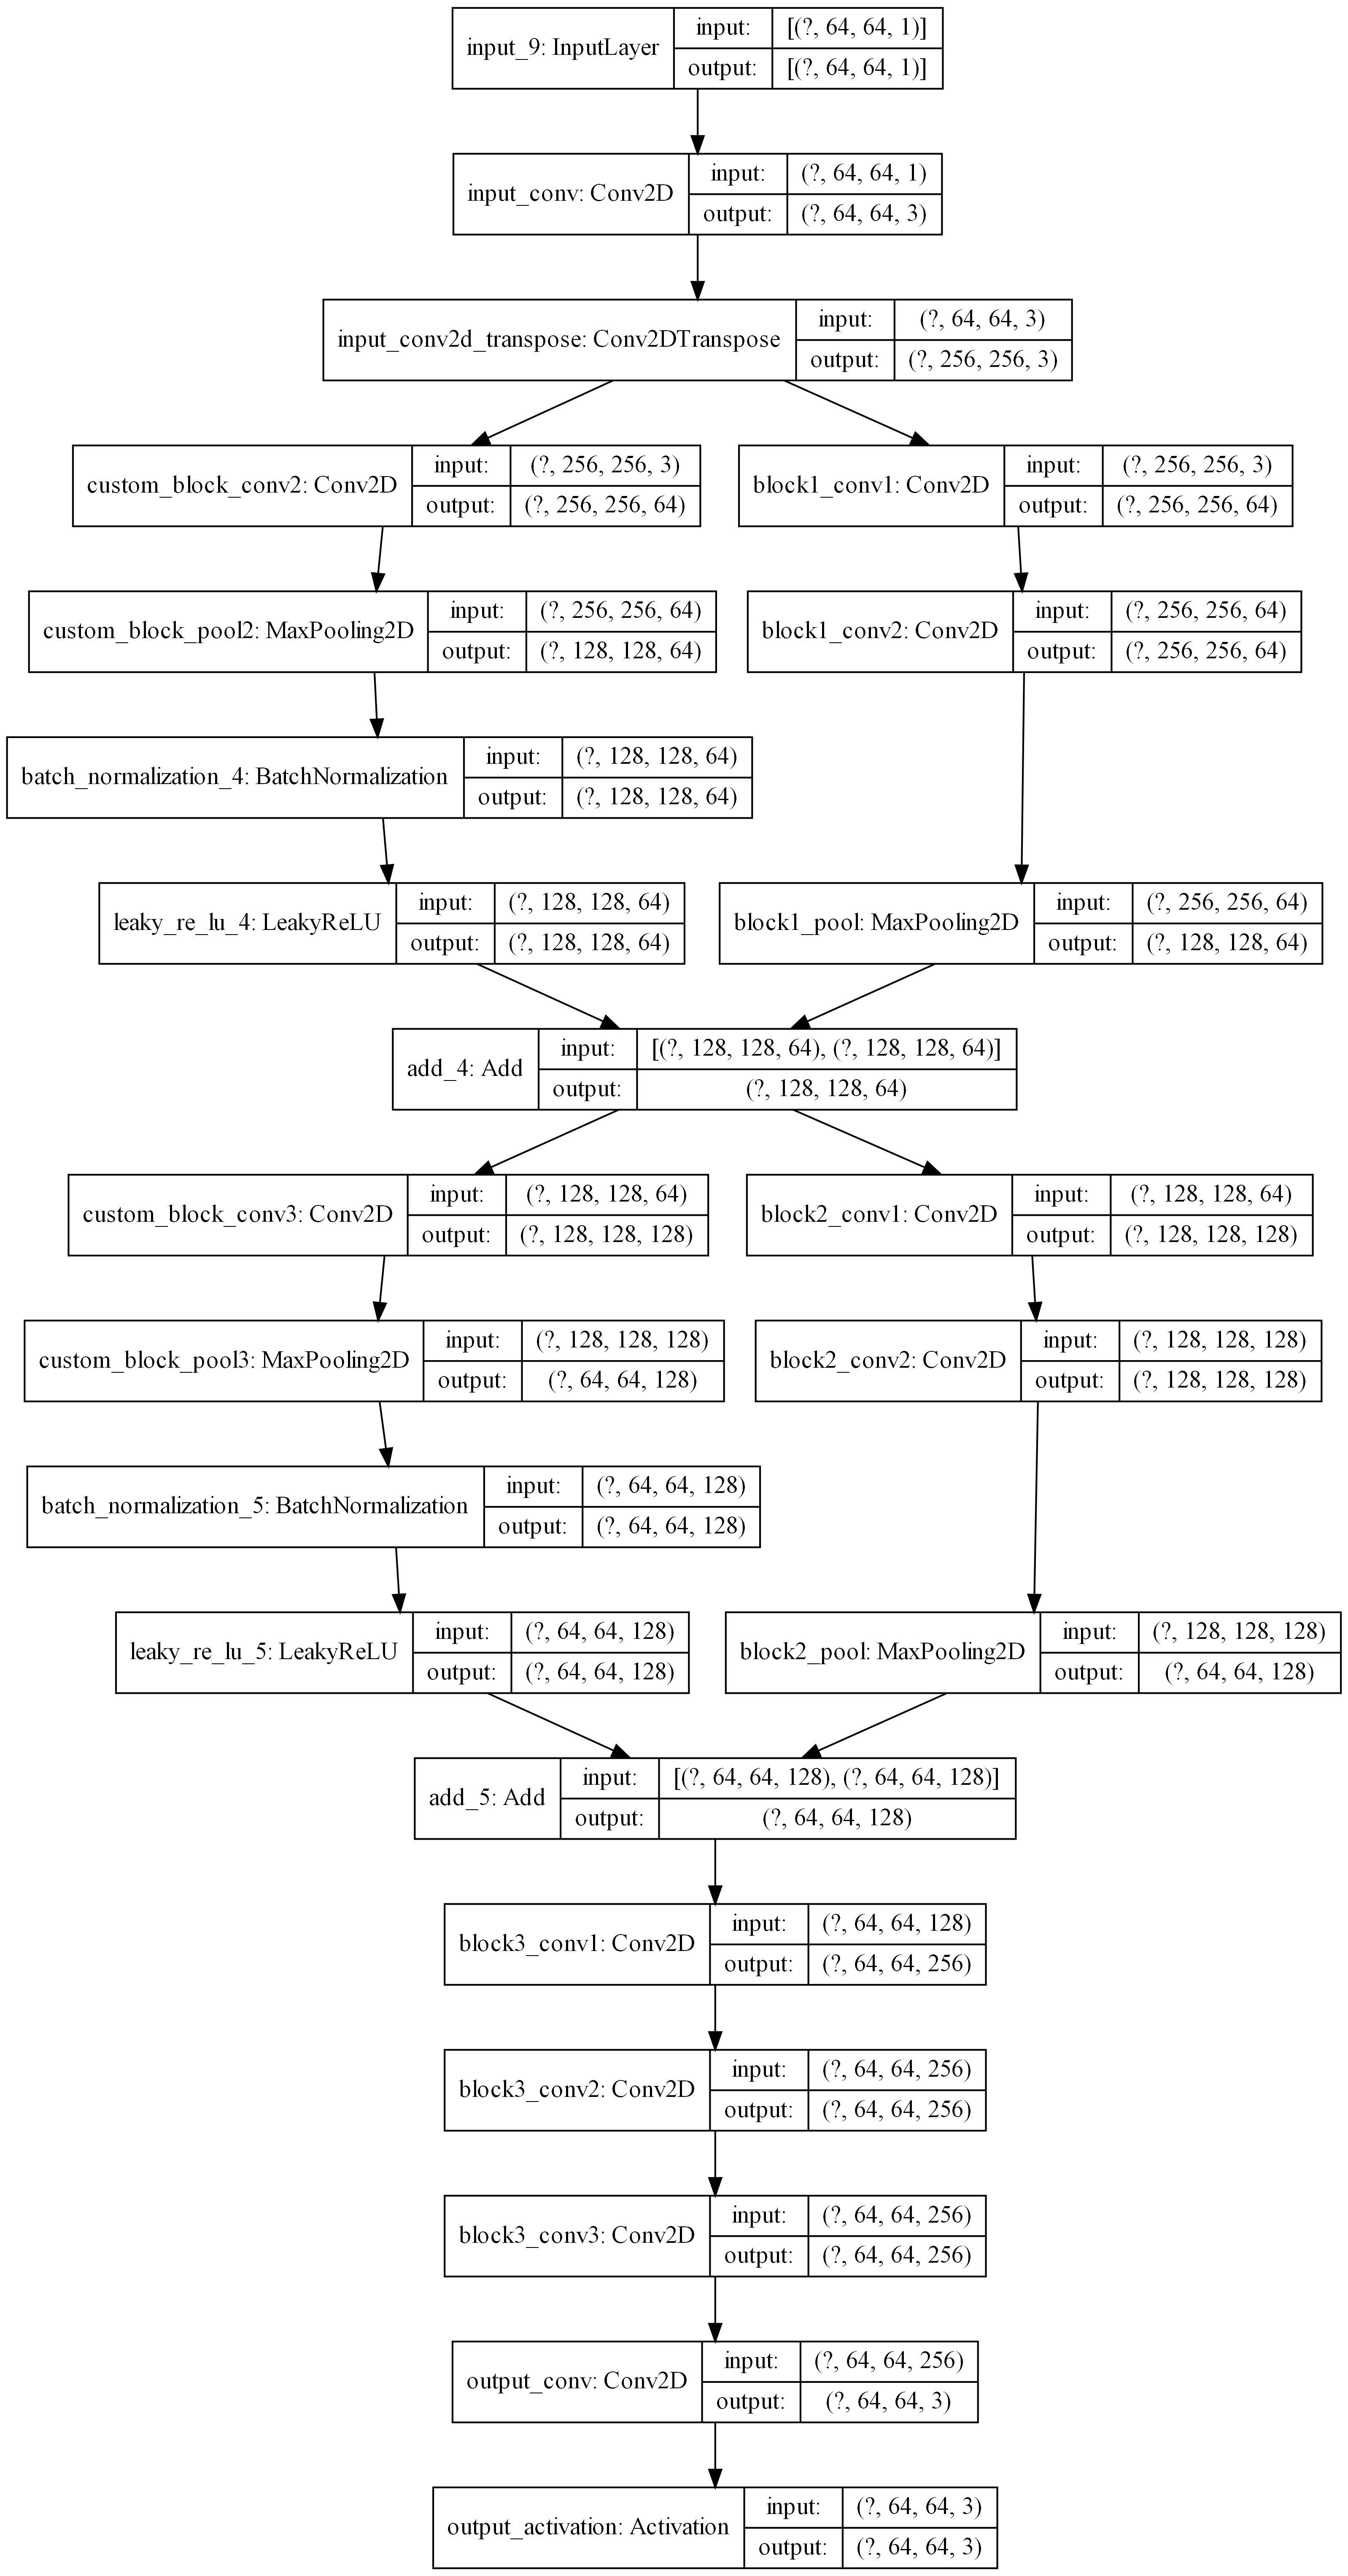 input_9: InputLayer
input: [(?, 64, 64, 1)]
output: [(?, 64, 64, 1)]
input_conv: Conv2D
input: (?, 64, 64, 1)
output: (?, 64, 64, 3)
input_conv2d_transpose: Conv2DTranspose
input: (?, 64, 64, 3)
output: (?, 256, 256, 3)
custom_block_conv2: Conv2D
input: (?, 256, 256, 3)
output: (?, 256, 256, 64)
block1_conv1: Conv2D
input: (?, 256, 256, 3)
output: (?, 256, 256, 64)
custom_block_pool2: MaxPooling2D
input: (?, 256, 256, 64)
output: (?, 128, 128, 64)
block1_conv2: Conv2D
input: (?, 256, 256, 64)
output: (?, 256, 256, 64)
batch_normalization_4: BatchNormalization
input: (?, 128, 128, 64)
output: (?, 128, 128, 64)
leaky_re_lu_4: LeakyReLU
input: (?, 128, 128, 64)
output: (?, 128, 128, 64)
block1_pool: MaxPooling2D
input: (?, 256, 256, 64)
output: (?, 128, 128, 64)
add_4: Add
input: [(?, 128, 128, 64), (?, 128, 128, 64)]
output: (?, 128, 128, 64)
custom_block_conv3: Conv2D
input: (?, 128, 128, 64)
output: (?, 128, 128, 128)
block2_conv1: Conv2D
input: (?, 128, 128, 64)
output: (?, 128, 128, 128)
custom_block_pool3: MaxPooling2D
input: (?, 128, 128, 128)
output: (?, 64, 64, 128)
block2_conv2: Conv2D
input: (?, 128, 128, 128)
output: (?, 128, 128, 128)
batch_normalization_5: BatchNormalization
input: (?, 64, 64, 128)
output: (?, 64, 64, 128)
leaky_re_lu_5: LeakyReLU
input: (?, 64, 64, 128)
output: (?, 64, 64, 128)
block2_pool: MaxPooling2D
input: (?, 128, 128, 128)
output: (?, 64, 64, 128)
add_5: Add
input: [(?, 64, 64, 128), (?, 64, 64, 128)]
output: (?, 64, 64, 128)
block3_conv1: Conv2D
input: (?, 64, 64, 128)
output: (?, 64, 64, 256)
block3_conv2: Conv2D
input: (?, 64, 64, 256)
output: (?, 64, 64, 256)
block3_conv3: Conv2D
input: (?, 64, 64, 256)
output: (?, 64, 64, 256)
output_conv: Conv2D
input: (?, 64, 64, 256)
output: (?, 64, 64, 3)
output_activation: Activation
input: (?, 64, 64, 3)
output: (?, 64, 64, 3)